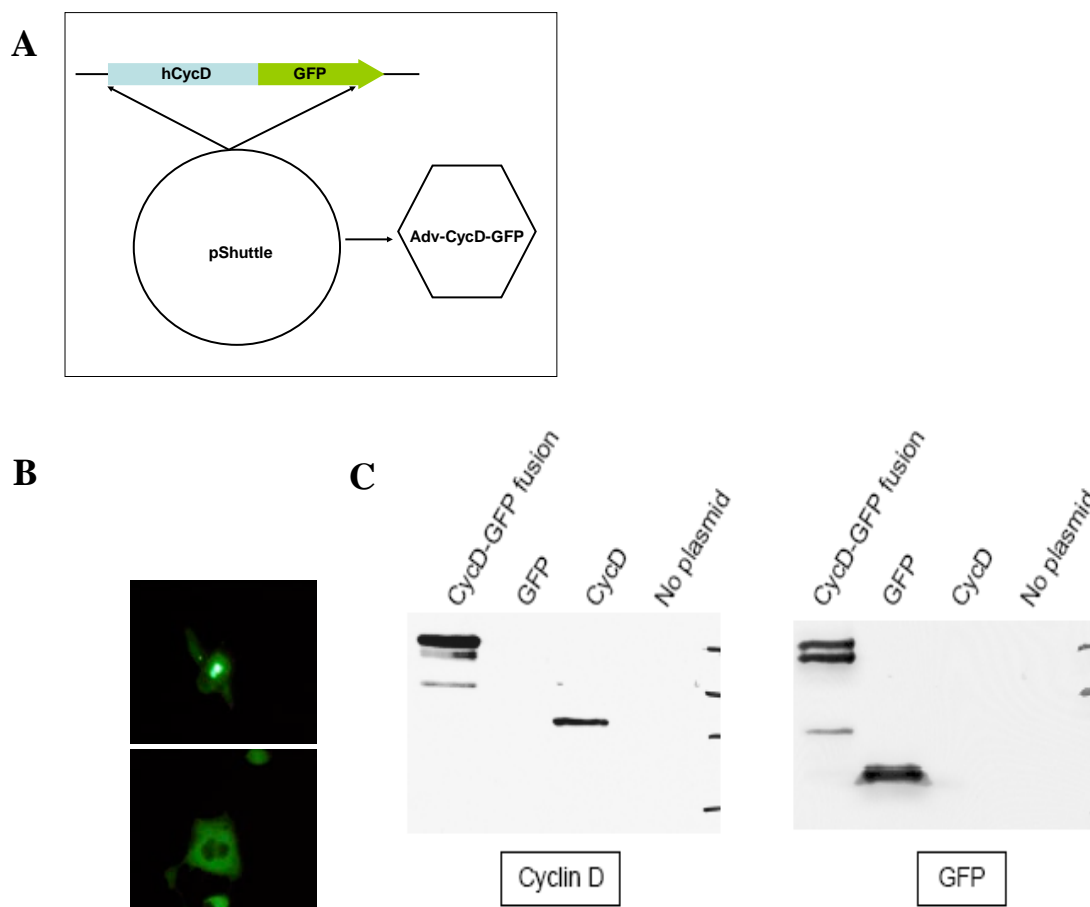 A
hCycD GFP
pShuttle
Adv-CycD-GFP
B
C
CycD-GFP fusion
GFP
CycD
No plasmid
Cyclin D
CycD-GFP fusion
GFP
CycD
No plasmid
GFP